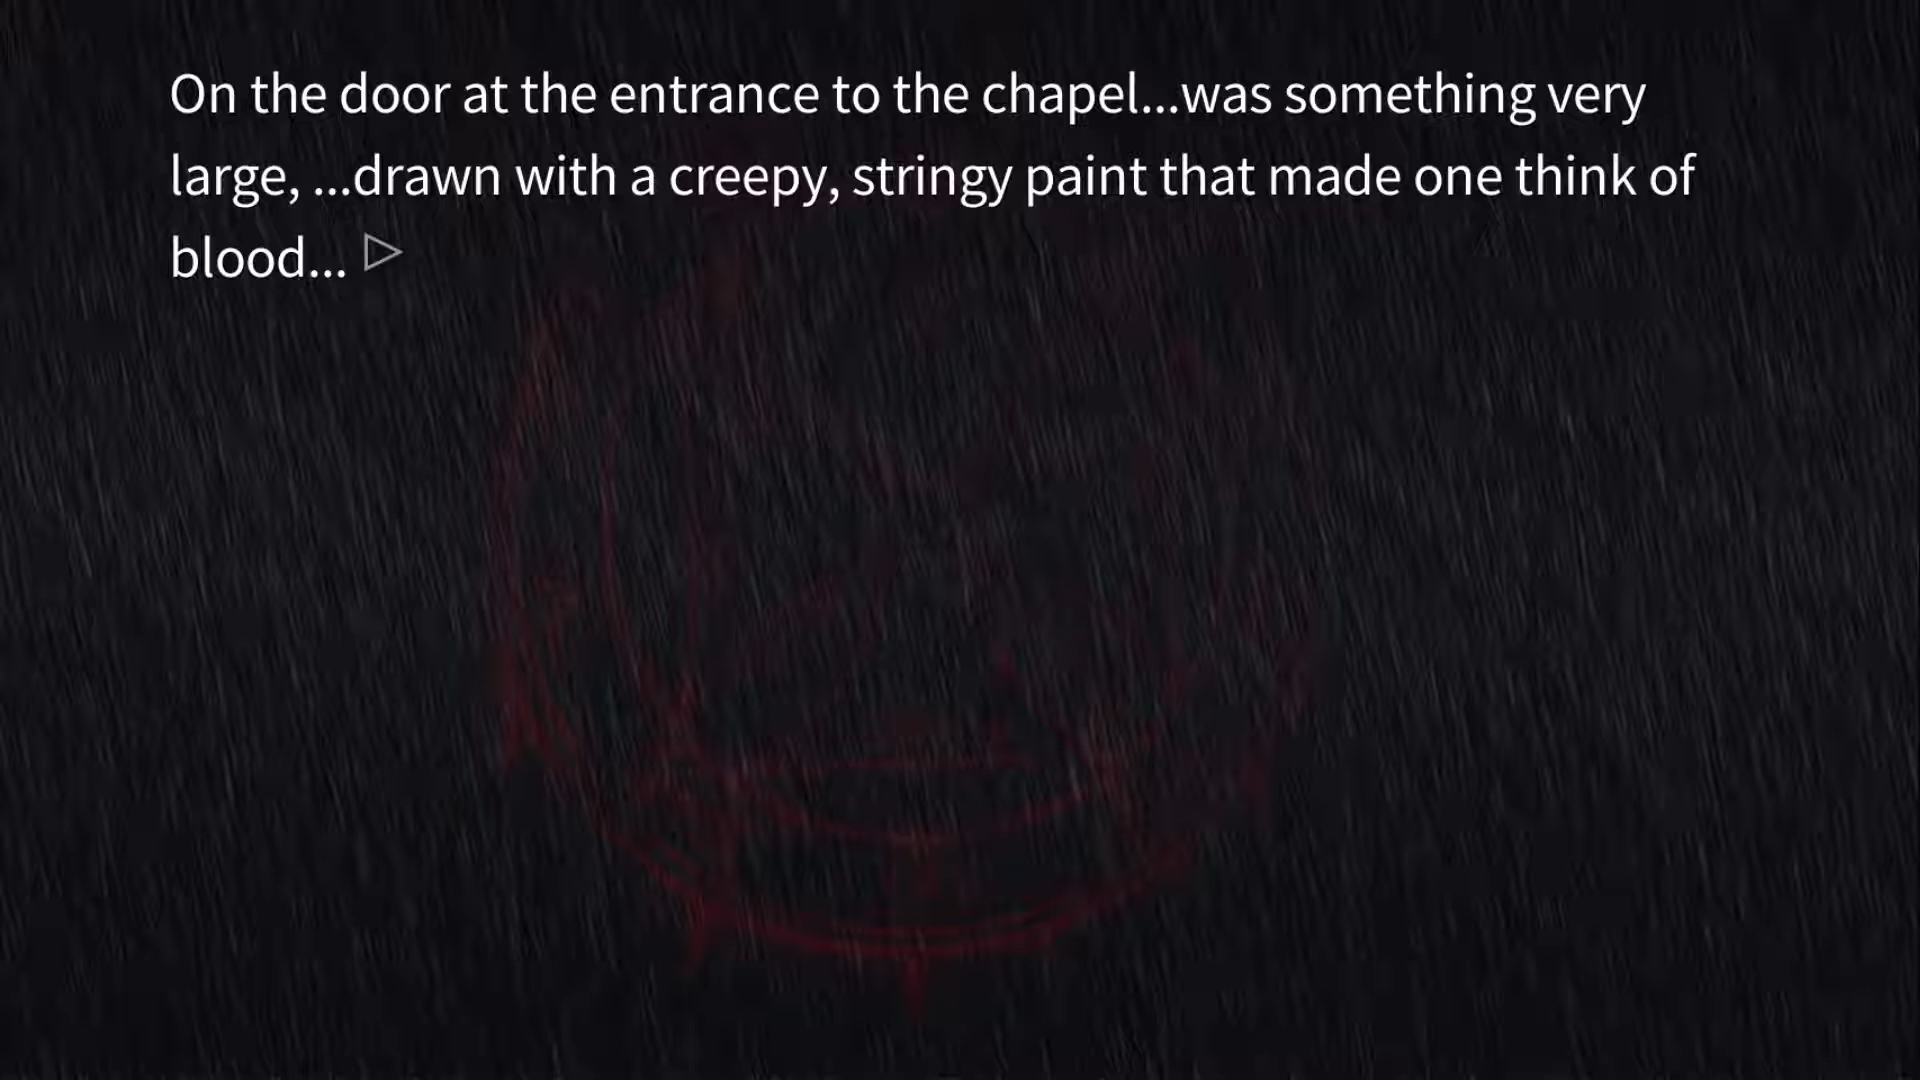 On the door at the entrance to the chapel...was something very
large, ...drawn with a creepy, stringy paint that made one think of
blood...